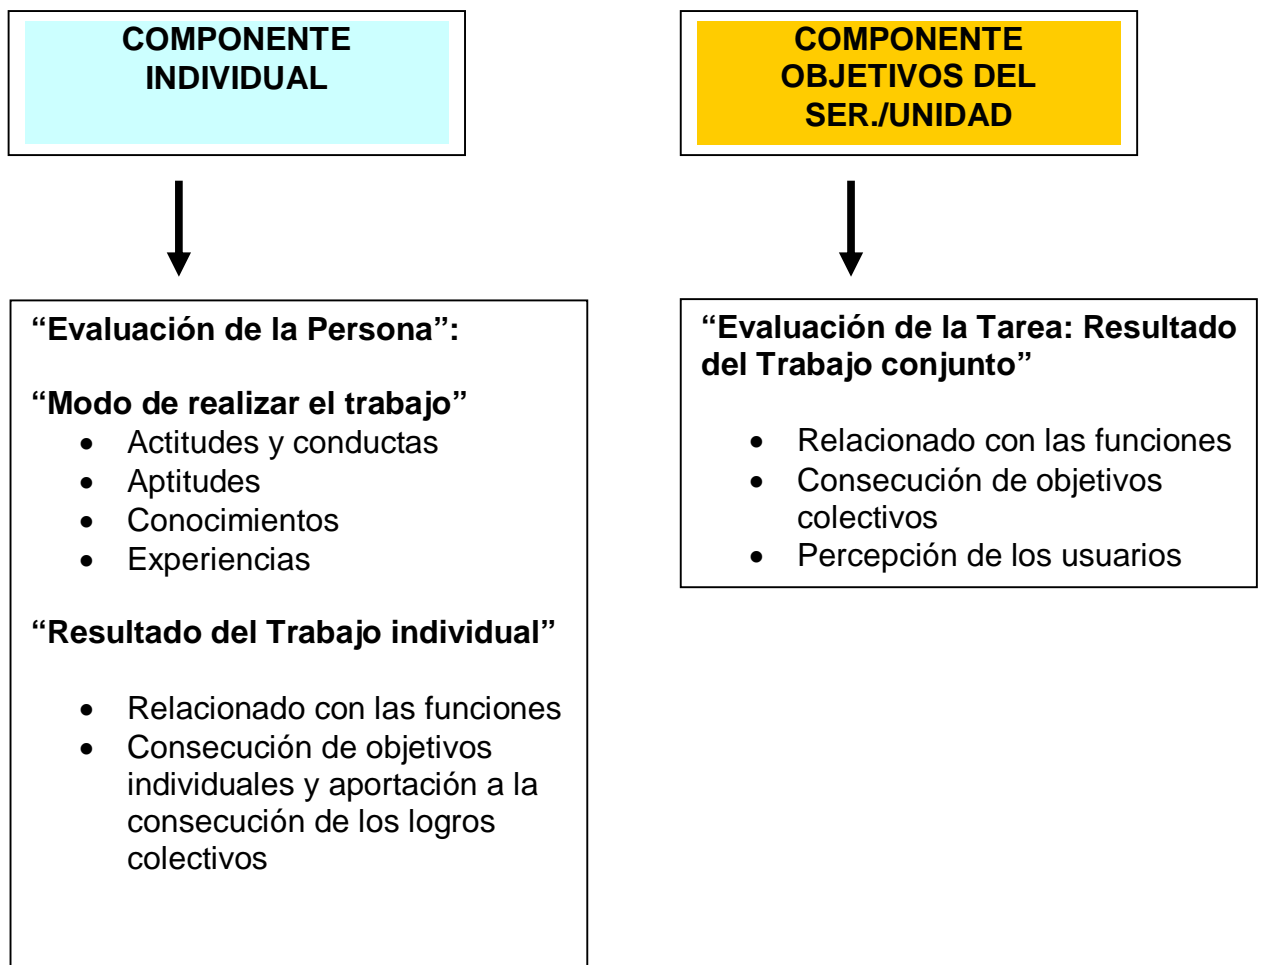 COMPONENTE
INDIVIDUAL
“Evaluación de la Persona”:
“Modo de realizar el trabajo”
• Actitudes y conductas
• Aptitudes
• Conocimientos
• Experiencias
“Resultado del Trabajo individual”
• Relacionado con las funciones
• Consecución de objetivos
individuales y aportación a la
consecución de los logros
colectivos
COMPONENTE
OBJETIVOS DEL
SER./UNIDAD
“Evaluación de la Tarea: Resultado
del Trabajo conjunto”
• Relacionado con las funciones
• Consecución de objetivos
colectivos
• Percepción de los usuarios